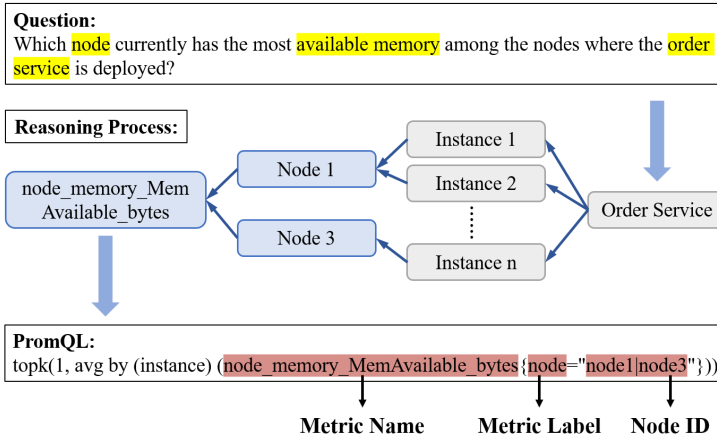 Question:
Which node currently has the most available memory among the nodes where the order
service is deployed?
Reasoning Process:
Instance 1
Node 1
Instance 2
node_memory_Mem
Available_bytes
Order Service
Node 3
Instance n
PromQL:
topk(1, avg by (instance) (node_memory_MemAvailable_bytes{node="node1|node3"}))
Metric Name
Metric Label
Node ID